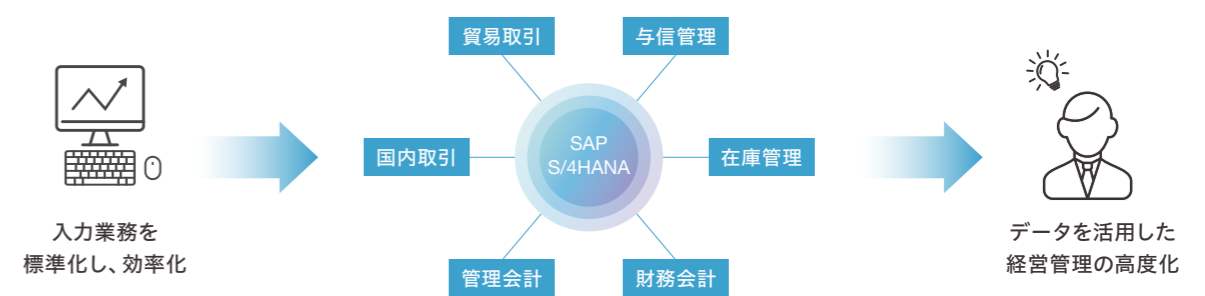 入力業務を
標準化し、効率化
貿易取引
与信管理
国内取引
SAP
S/4HANA
在庫管理
管理会計
財務会計
データを活用した
経営管理の高度化